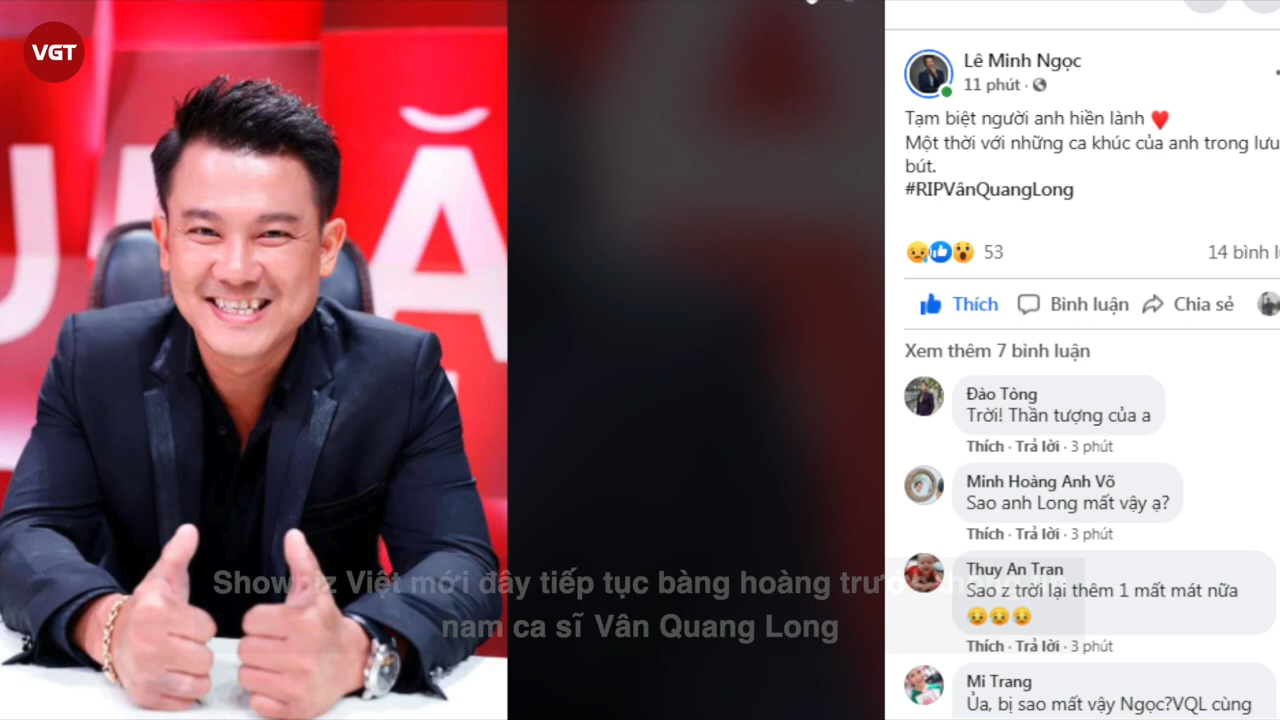 VGT
U Ă
Lê Minh Ngọc
11 phút ·
Tạm biệt người anh hiền lành ❤️
Một thời với những ca khúc của anh trong lưu
bút.
#RIPVânQuangLong
53
14 bình
Thích
Bình luận
Chia sẻ
Xem thêm 7 bình luận
Đào Tòng
Trời! Thần tượng của a
Thích · Trả lời · 3 phút
Minh Hoàng Anh Võ
Sao anh Long mất vậy ạ?
Thích · Trả lời · 3 phút
Thuy An Tran
Sao z trời lại thêm 1 mất mát nữa
😥😥😥
Thích · Trả lời · 3 phút
Mi Trang
Ủa, bị sao mất vậy Ngọc?VQL cùng
Showbiz Việt mới đây tiếp tục bàng hoàng trước
nam ca sĩ Vân Quang Long